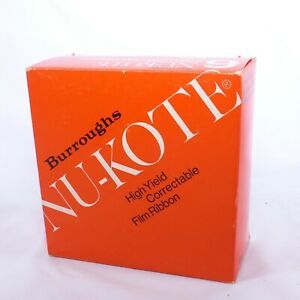 Burroughs
NU-KOTE®
High Yield
Correctable
Film Ribbon